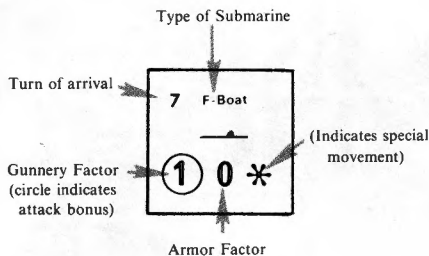 Type of Submarine
Turn of arrival
7 F-Boat
(Indicates special
movement)
Gunnery Factor
(circle indicates
attack bonus)
1 0 *
Armor Factor